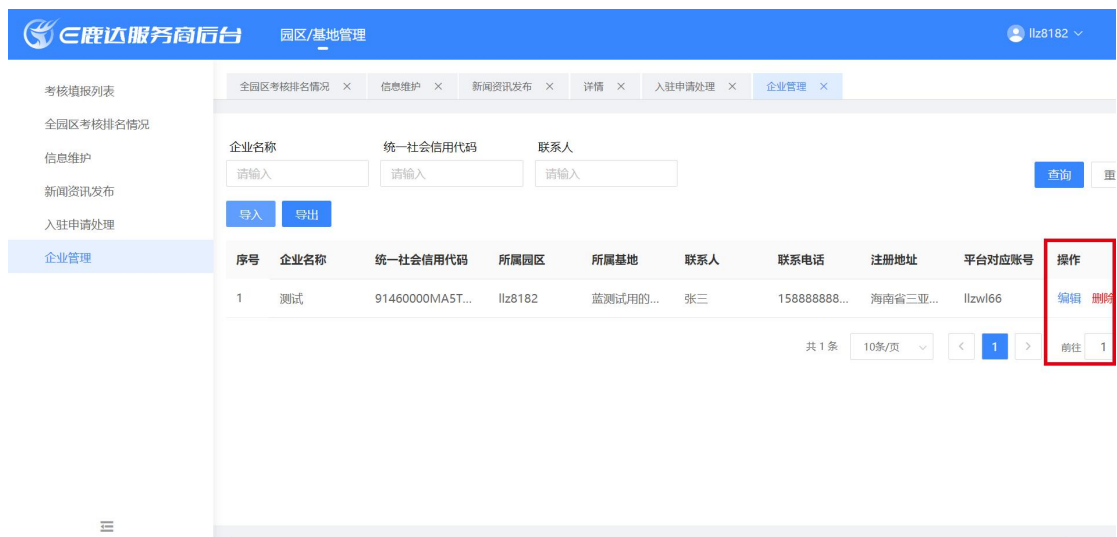 E鹿达服务商后台 园区/基地管理 llz8182
考核填报列表
全园区考核排名情况
信息维护
新闻资讯发布
入驻申请处理
企业管理
全园区考核排名情况 × 信息维护 × 新闻资讯发布 × 详情 × 入驻申请处理 × 企业管理 ×
企业名称 统一社会信用代码 联系人
请输入 请输入 请输入 查询 重
导入 导出
序号 企业名称 统一社会信用代码 所属园区 所属基地 联系人 联系电话 注册地址 平台对应账号 操作
1 测试 91460000MA5T... llz8182 蓝测试用的... 张三 158888888... 海南省三亚... llzwl66 编辑 删除
共 1 条 10条/页 < 1 > 前往 1